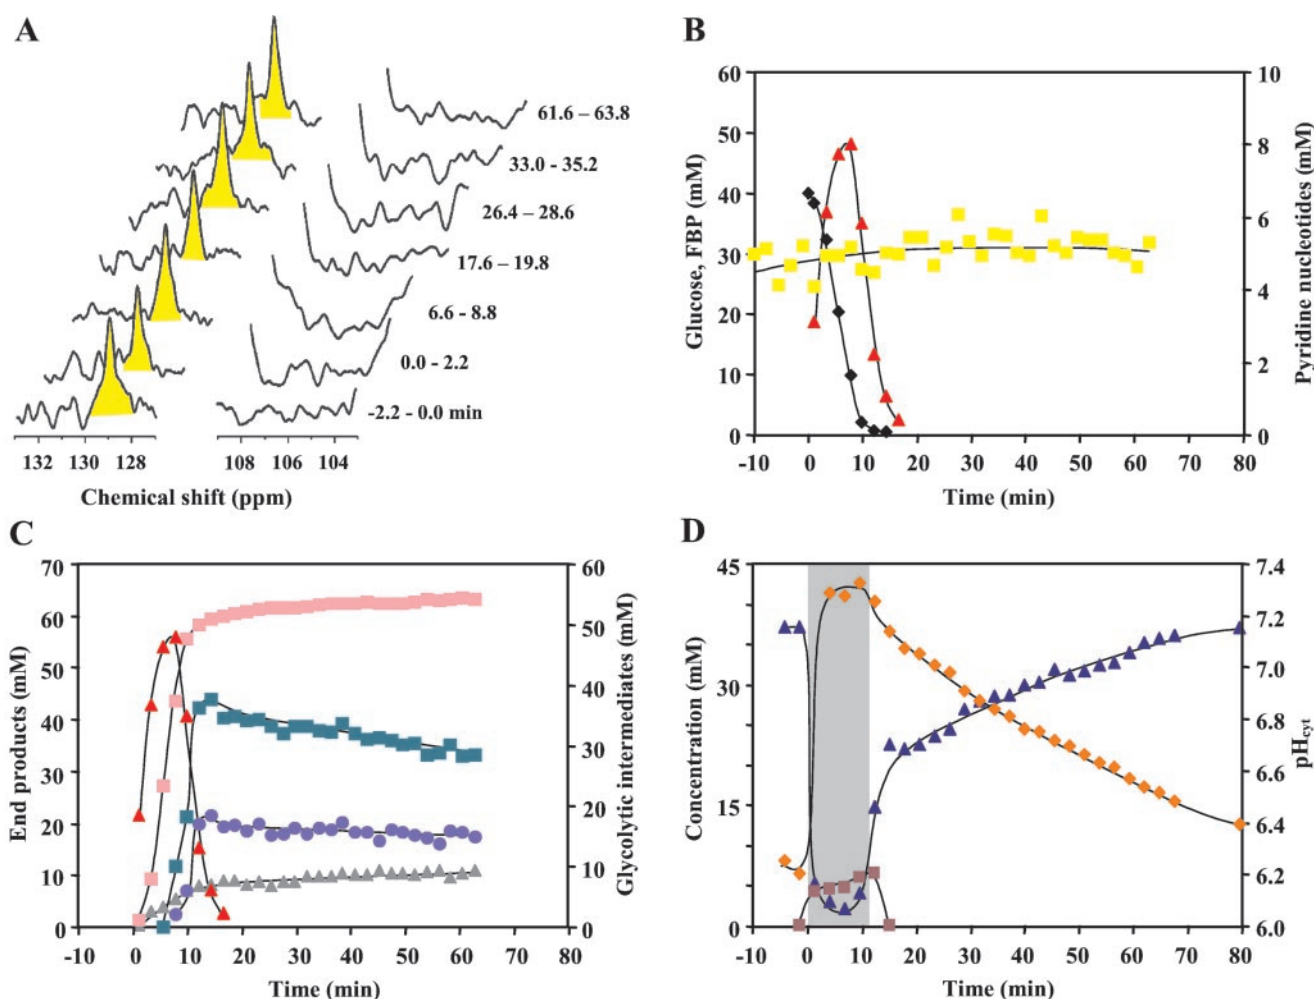 A
61.6 – 63.8
33.0 - 35.2
26.4 – 28.6
17.6 – 19.8
6.6 – 8.8
0.0 - 2.2
-2.2 - 0.0 min
132 130 128 108 106 104
Chemical shift (ppm)
B
60 50 40 30 20 10 0
Glucose, FBP (mM)
10 8 6 4 2 0
Pyridine nucleotides (mM)
-10 0 10 20 30 40 50 60 70 80
Time (min)
C
70 60 50 40 30 20 10 0
End products (mM)
60 50 40 30 20 10 0
Glycolytic intermediates (mM)
-10 0 10 20 30 40 50 60 70 80
Time (min)
D
45 30 15 0
Concentration (mM)
7.4 7.2 7.0 6.8 6.6 6.4 6.2 6.0
pHcyt
-10 0 10 20 30 40 50 60 70 80
Time (min)